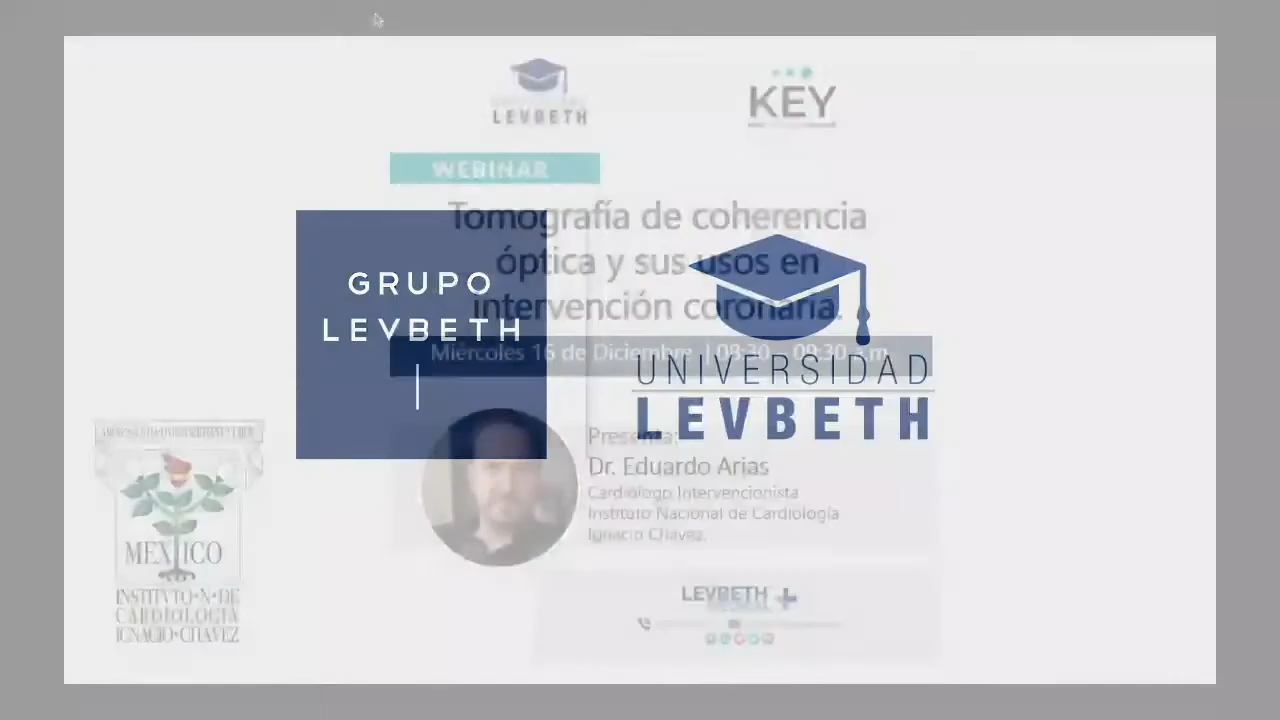 LEVBETH
KEY
WEBINAR
Tomografía de coherencia
óptica y sus usos en
intervención coronaria.
GRUPO
LEVBETH
UNIVERSIDAD
LEVBETH
Miércoles 16 de Diciembre | 08:30 - 09:30 a.m.
Presenta:
Dr. Eduardo Arias
Cardiólogo Intervencionista
Instituto Nacional de Cardiología
Ignacio Chávez.
MEXICO
INSTITVTO·N·DE
CARDIOLOGIA
IGNACIO·CHAVEZ
LEVBETH